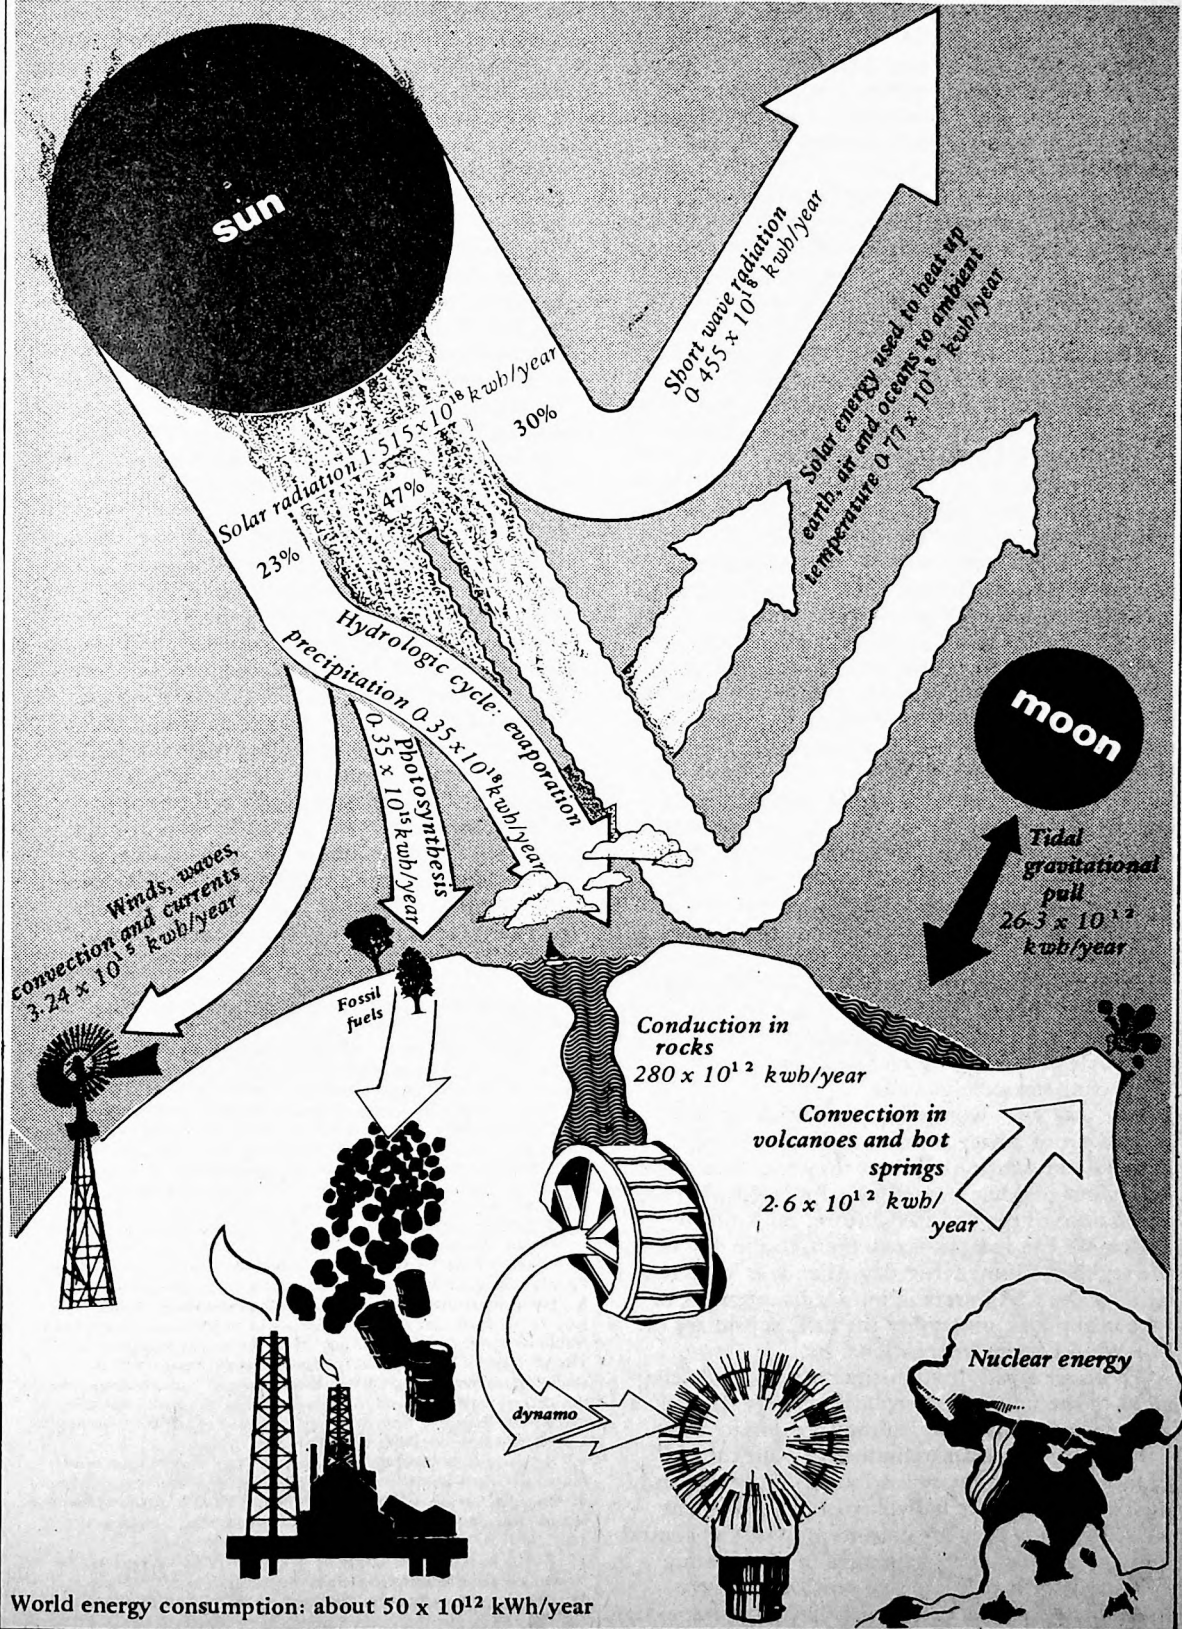 sun
Short wave radiation
0·455 x 10¹⁸ kwh/year
Solar energy used to heat up
earth, air and oceans to ambient
temperature 0·77 x 10¹⁸ kwh/year
Solar radiation 1·515 x 10¹⁸ kwh/year
30%
47%
23%
Hydrologic cycle: evaporation
precipitation 0·35 x 10¹⁸ kwh/year
Photosynthesis
0·35 x 10¹⁵ kwh/year
moon
Tidal
gravitational
pull
26·3 x 10¹²
kwh/year
Winds, waves,
convection and currents
3·24 x 10¹⁵ kwh/year
Fossil
fuels
Conduction in
rocks
280 x 10¹² kwh/year
Convection in
volcanoes and hot
springs
2·6 x 10¹² kwh/
year
Nuclear energy
dynamo
World energy consumption: about 50 x 10¹² kWh/year